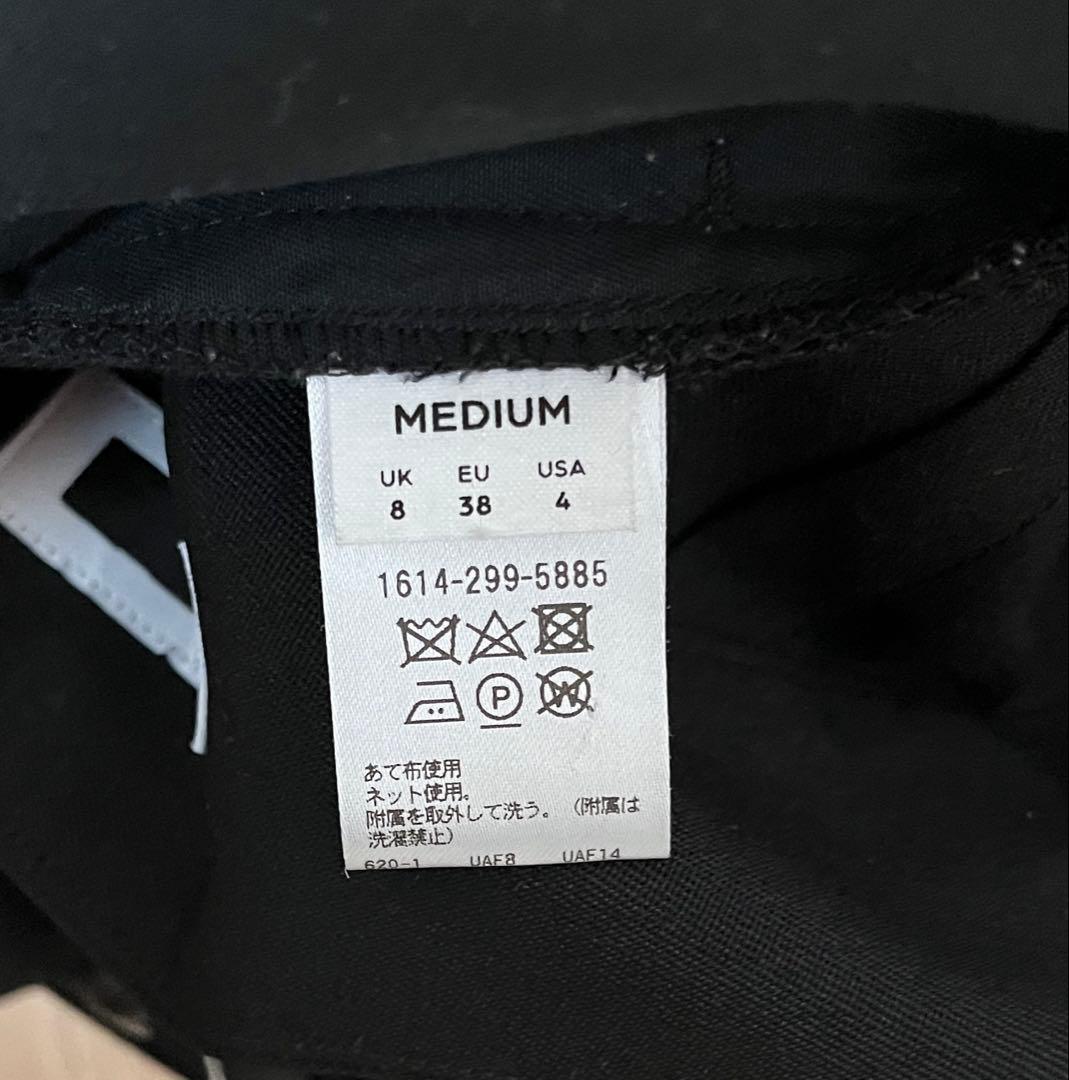 MEDIUM
UK EU USA
8 38 4
1614-299-5885
P W
あて布使用
ネット使用。
附属を取外して洗う。（附属は
洗濯禁止）
620-1 UAF8 UAF14